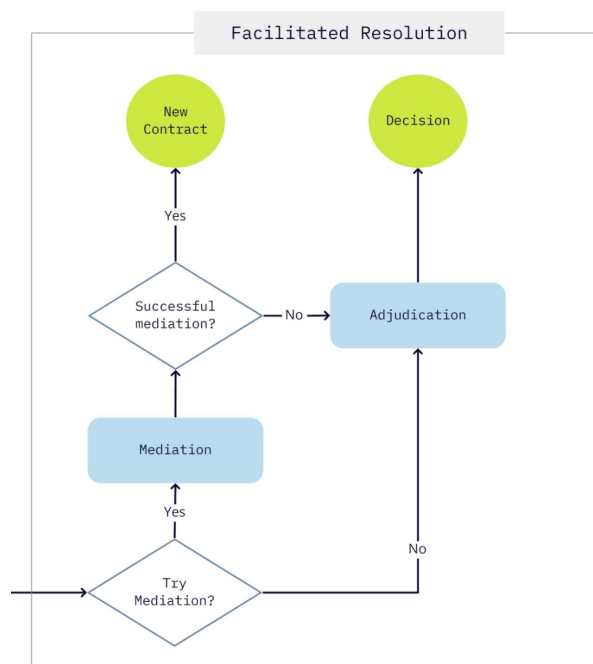 Facilitated Resolution
New
Contract
Decision
Yes
Successful
mediation?
No
Adjudication
Mediation
Yes
No
Try
Mediation?